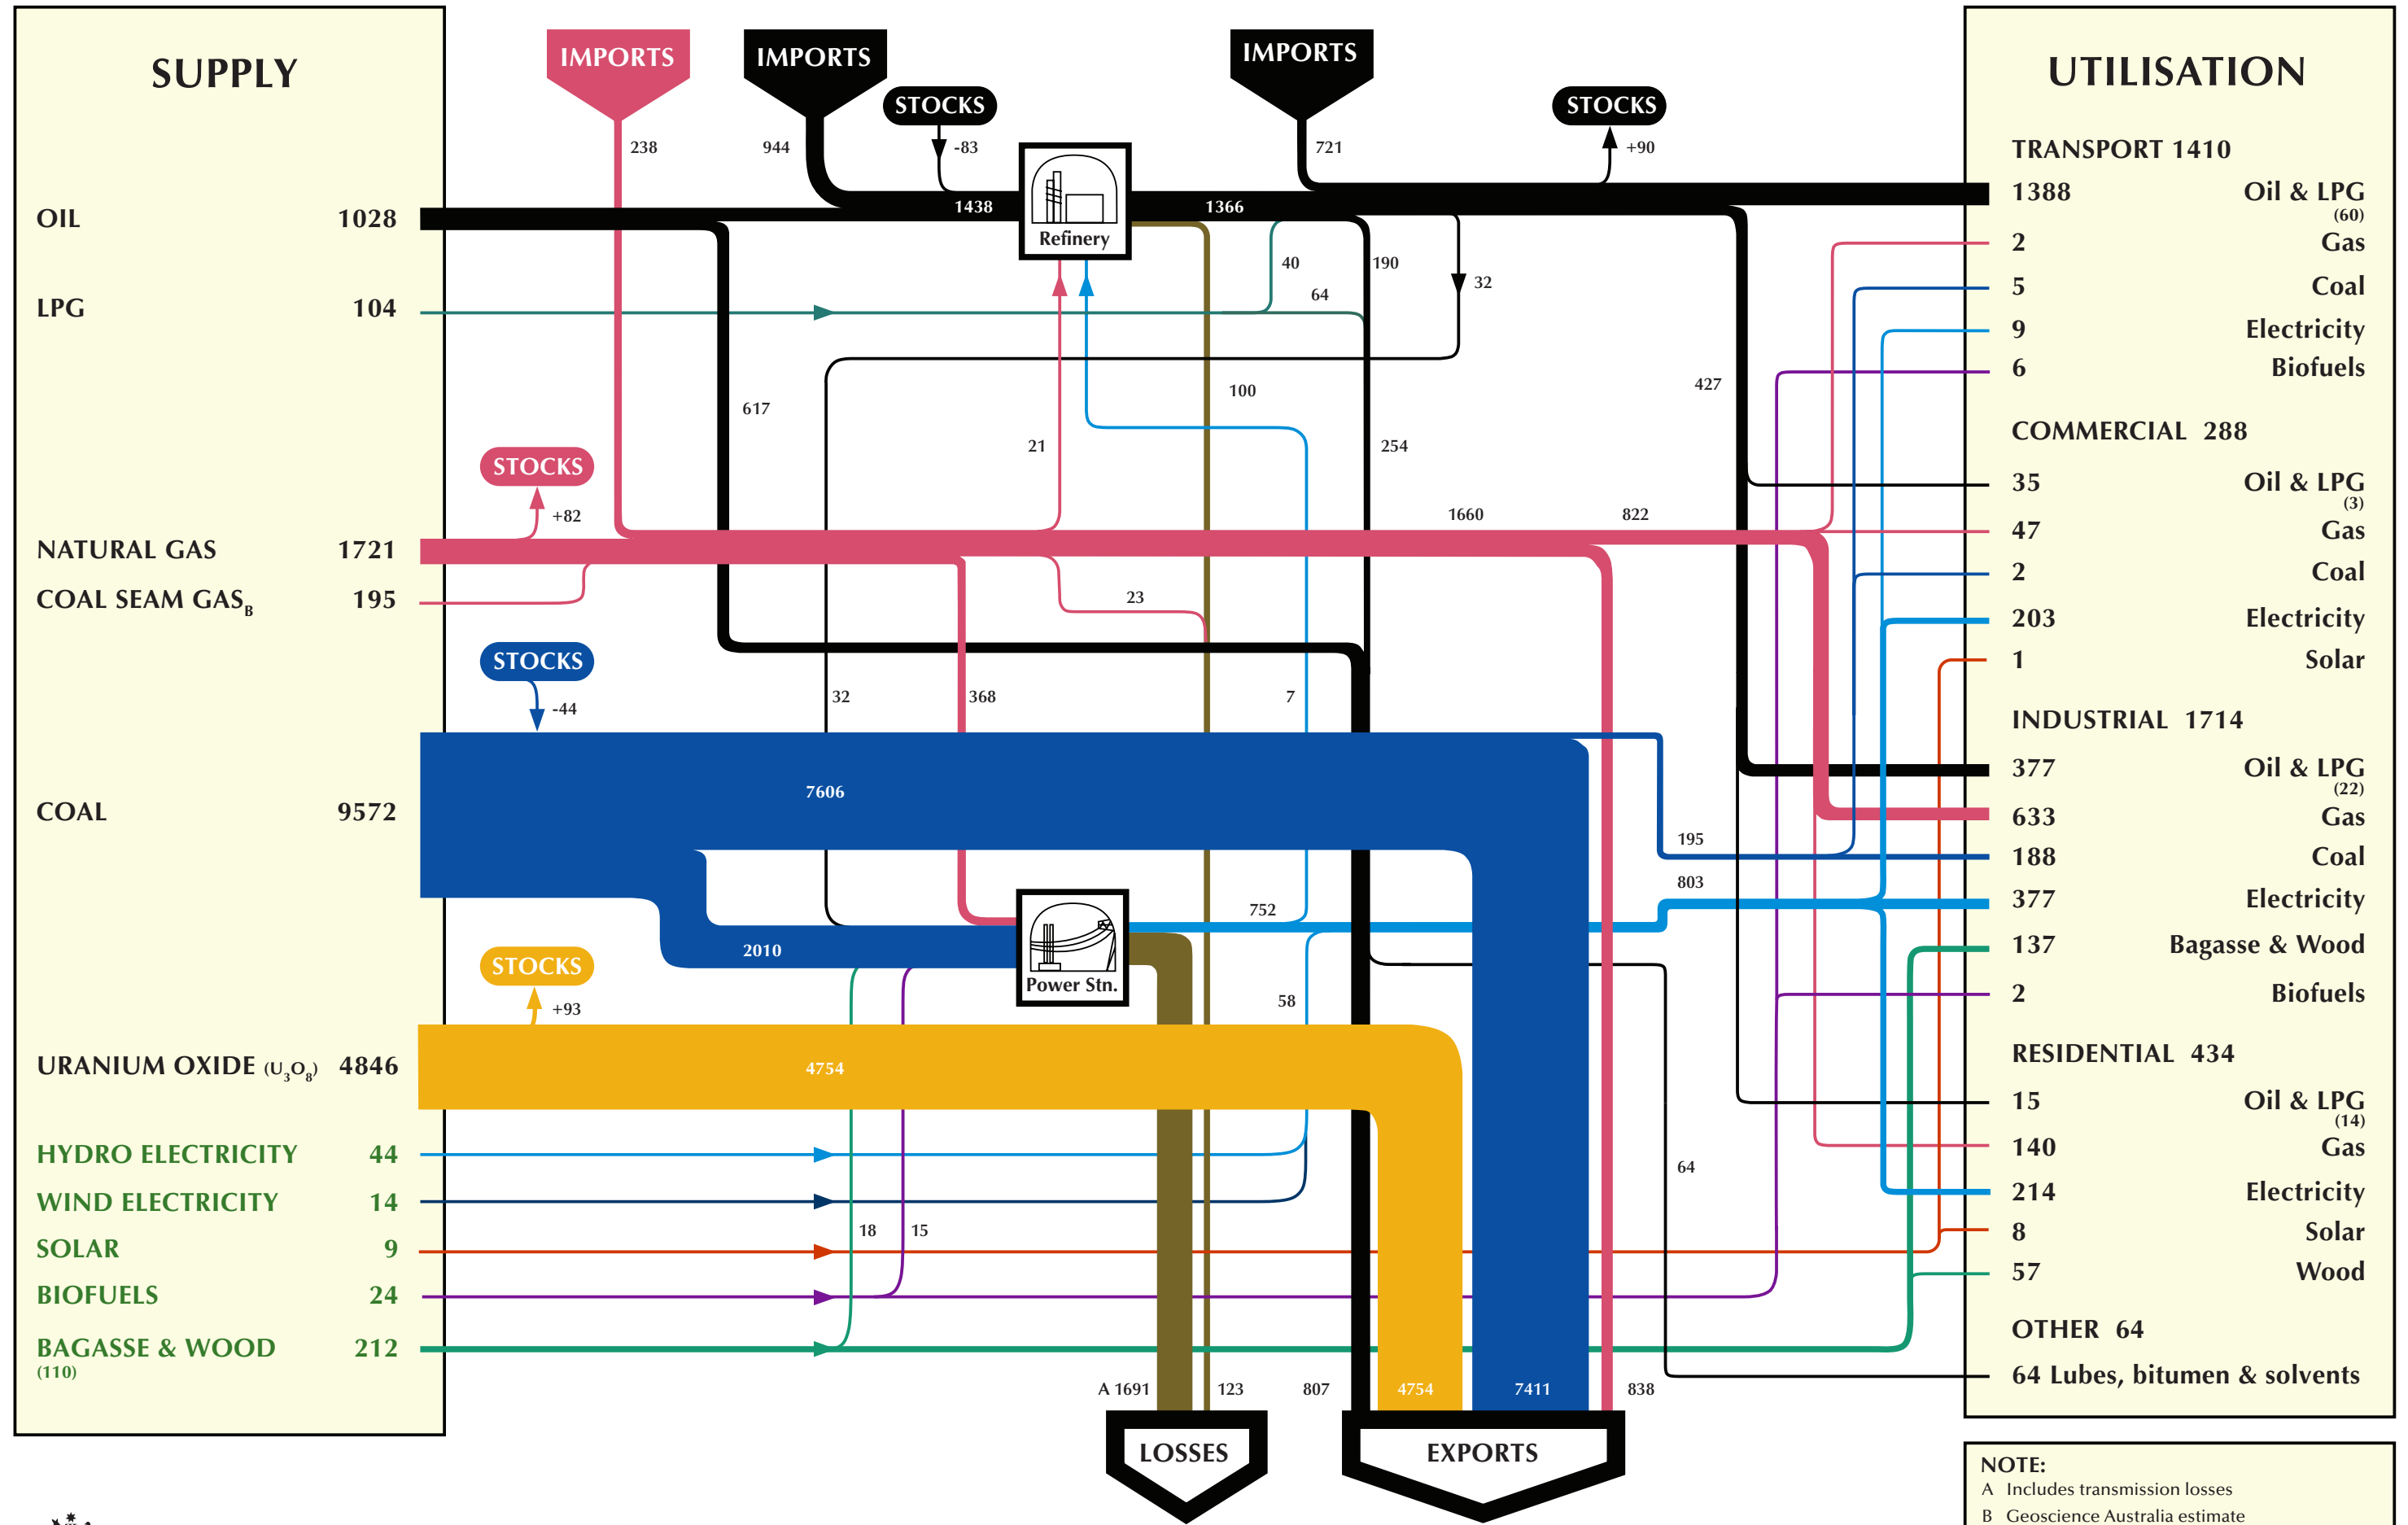 SUPPLY
OIL 1028
LPG 104
NATURAL GAS 1721
COAL SEAM GAS B 195
COAL 9572
URANIUM OXIDE (U3O8) 4846
HYDRO ELECTRICITY 44
WIND ELECTRICITY 14
SOLAR 9
BIOFUELS 24
BAGASSE & WOOD 212
(110)
IMPORTS
IMPORTS
IMPORTS
STOCKS
STOCKS
238
944
-83
721
+90
1438
Refinery
1366
40
190
32
64
617
100
427
21
254
STOCKS
+82
1660
822
23
STOCKS
-44
32
368
7
7606
195
803
752
2010
Power Stn.
STOCKS
+93
58
4754
64
18
15
A 1691
123
807
4754
7411
838
LOSSES
EXPORTS
UTILISATION
TRANSPORT 1410
1388 Oil & LPG
(60)
2 Gas
5 Coal
9 Electricity
6 Biofuels
COMMERCIAL 288
35 Oil & LPG
(3)
47 Gas
2 Coal
203 Electricity
1 Solar
INDUSTRIAL 1714
377 Oil & LPG
(22)
633 Gas
188 Coal
377 Electricity
137 Bagasse & Wood
2 Biofuels
RESIDENTIAL 434
15 Oil & LPG
(14)
140 Gas
214 Electricity
8 Solar
57 Wood
OTHER 64
64 Lubes, bitumen & solvents
NOTE:
A Includes transmission losses
B Geoscience Australia estimate